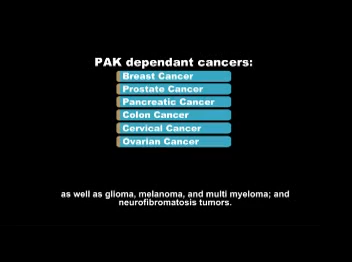 PAK dependant cancers:
Breast Cancer
Prostate Cancer
Pancreatic Cancer
Colon Cancer
Cervical Cancer
Ovarian Cancer
as well as glioma, melanoma, and multi myeloma; and
neurofibromatosis tumors.